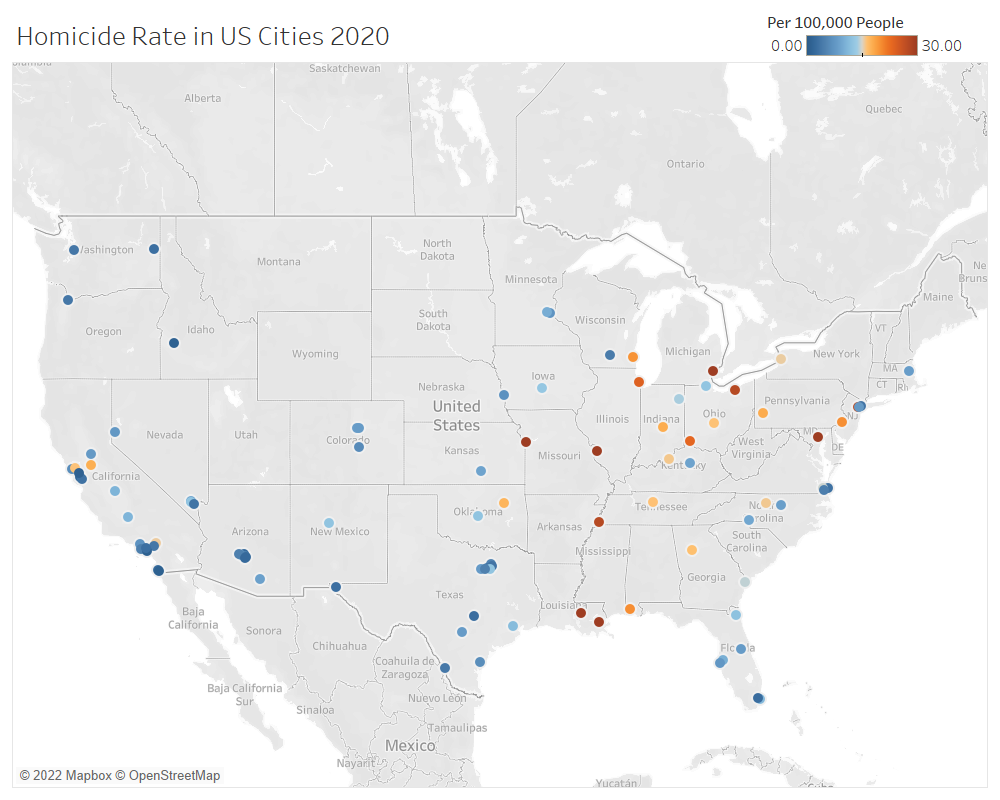 Homicide Rate in US Cities 2020
Per 100,000 People
0.00
30.00
Saskatchewan
Alberta
Quebec
Ontario
Washington
North
Dakota
Montana
Minnesota
Ne
Bruns
Maine
Oregon
Idaho
South
Dakota
Wisconsin
VT
Wyoming
Michigan
New York
MA
CT
RI
Iowa
Nebraska
Nevada
Utah
United
States
Illinois
Indiana
Ohio
Pennsylvania
NJ
Colorado
Kansas
Missouri
West
Virginia
MD
DE
California
Kentucky
Arizona
New Mexico
Oklahoma
Arkansas
Tennessee
North
Carolina
Mississippi
South
Carolina
Georgia
Texas
Louisiana
Baja
California
Sonora
Chihuahua
Coahuila de
Zaragoza
Florida
Baja California
Sur
Sinaloa
Nuevo León
Tamaulipas
Mexico
Nayarit
Yucatán
Cuba
© 2022 Mapbox © OpenStreetMap